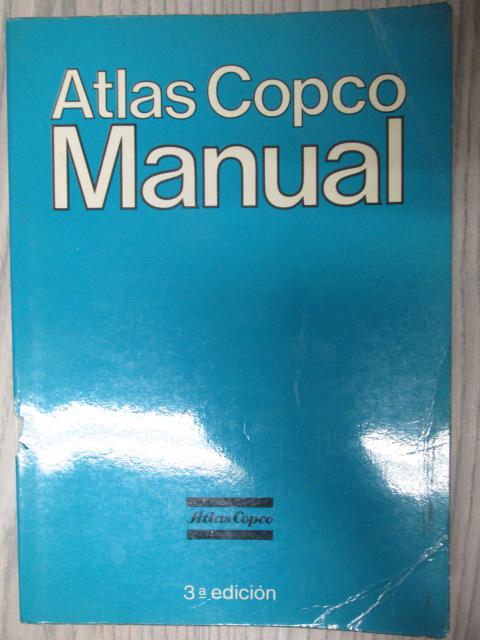 Atlas Copco
Manual
Atlas Copco
3ª edición